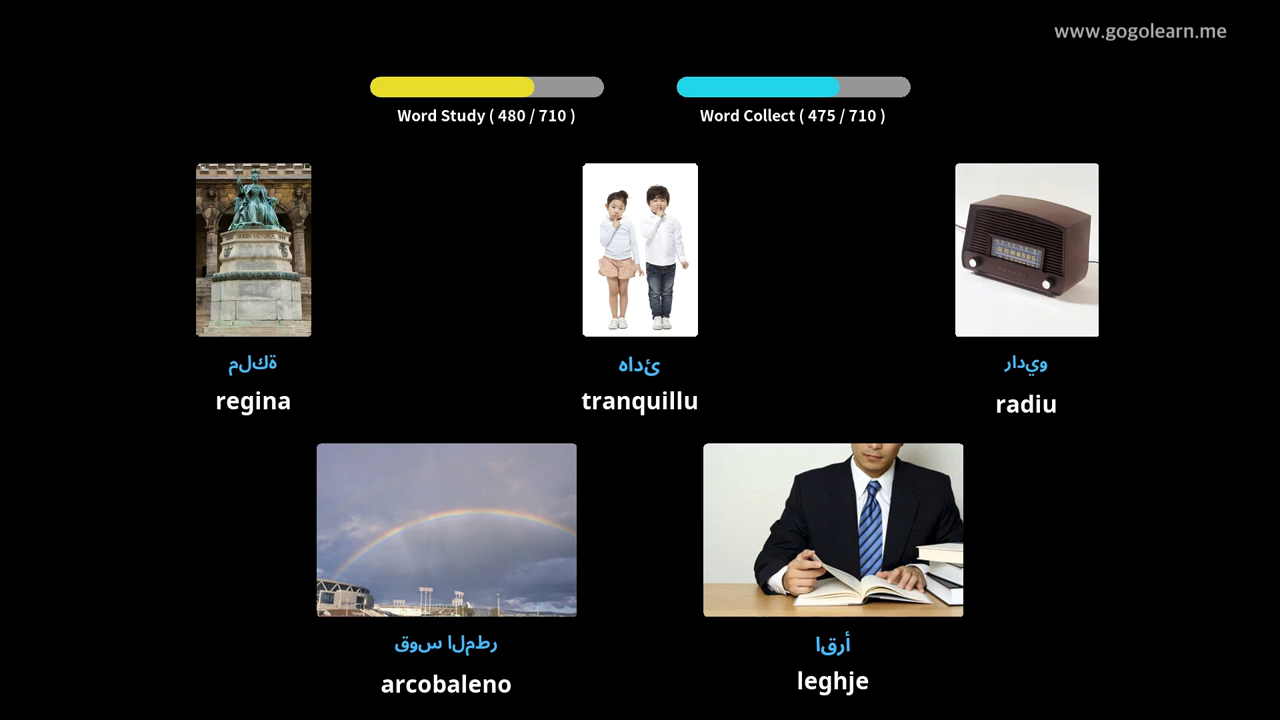 www.gogolearn.me
Word Study ( 480 / 710 )
Word Collect ( 475 / 710 )
ملكة
regina
هادئ
tranquillu
راديو
radiu
قوس المطر
arcobaleno
اقرأ
leghje